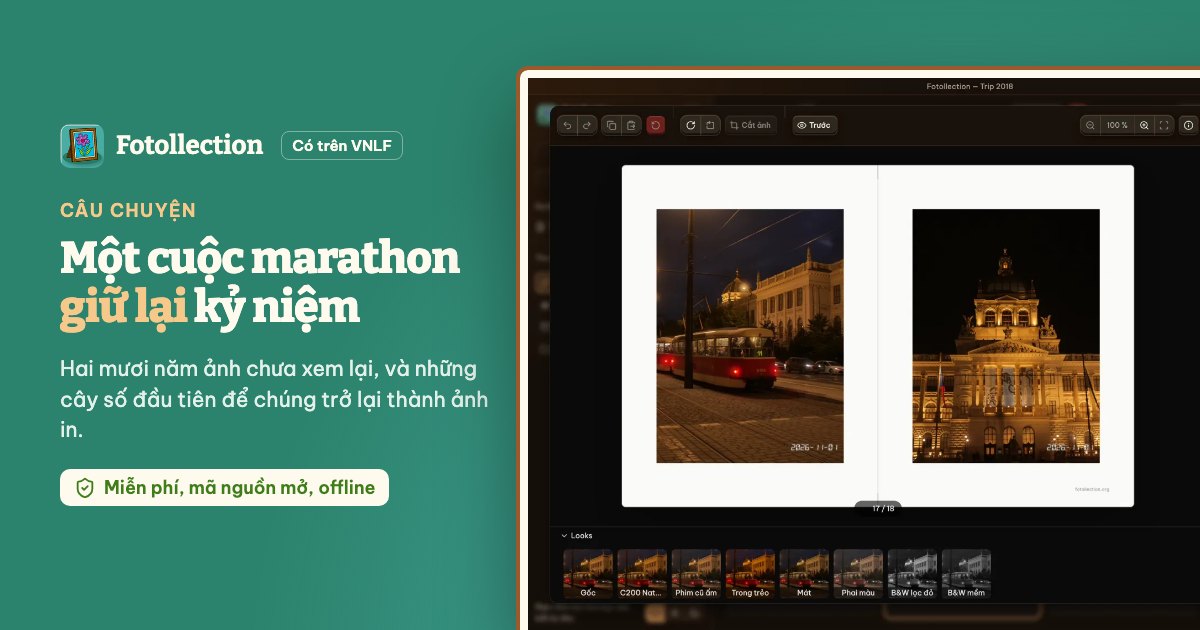 Fotollection
Có trên VNLF
CÂU CHUYỆN
Một cuộc marathon
giữ lại kỷ niệm
Hai mươi năm ảnh chưa xem lại, và những
cây số đầu tiên để chúng trở lại thành ảnh
in.
Miễn phí, mã nguồn mở, offline
Fotollection — Trip 2018
Cắt ảnh
Trước
100 %
2026-11-01
2026-11-01
fotollection.org
17 / 18
Looks
Gốc
C200 Nat...
Phim cũ ấm
Trong trẻo
Mát
Phai màu
B&W lọc đỏ
B&W mềm